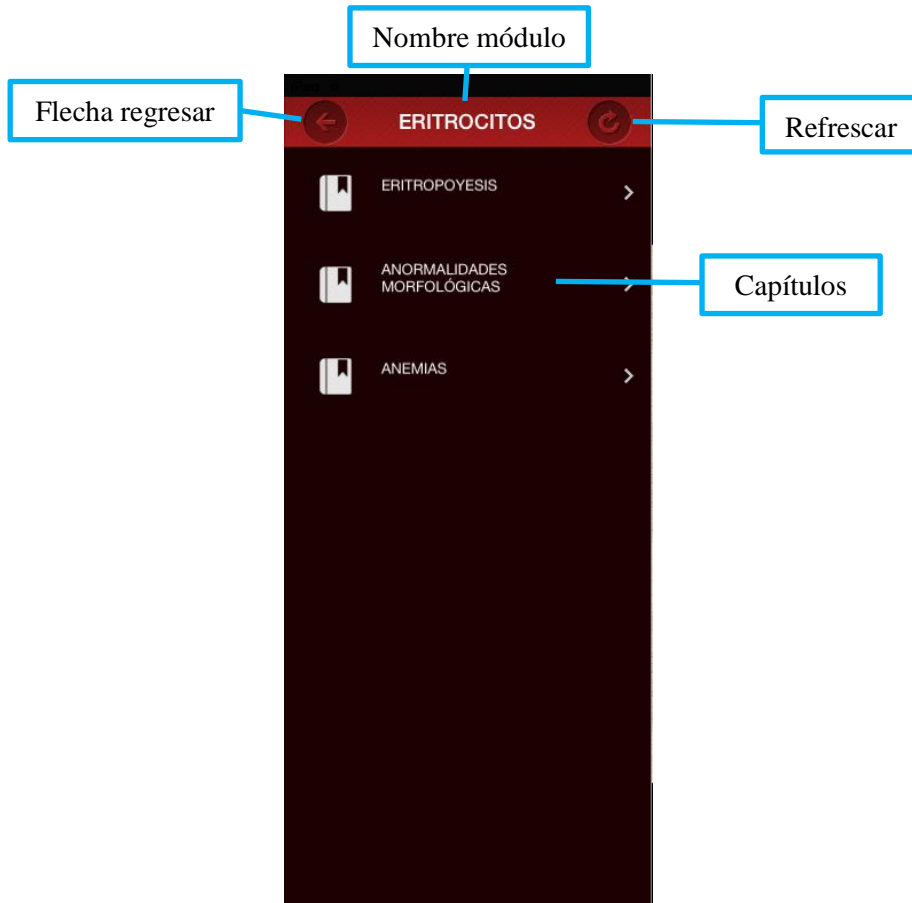 Nombre módulo
Flecha regresar
ERITROCITOS
Refrescar
ERITROPOYESIS
ANORMALIDADES
MORFOLÓGICAS
Capítulos
ANEMIAS